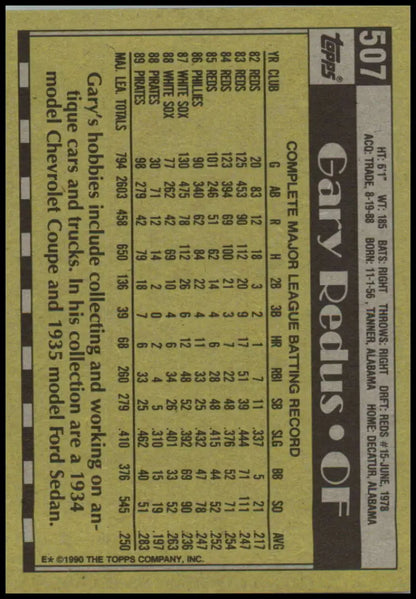 507
Topps®
Gary Redus • OF
HT: 6'1" WT: 185 BATS: RIGHT THROWS: RIGHT DRFT: REDS #15-JUNE, 1978
ACQ: TRADE, 8-19-88 BORN: 11-1-56, TANNER, ALABAMA HOME: DECATUR, ALABAMA
COMPLETE MAJOR LEAGUE BATTING RECORD
YR CLUB G AB R H 2B 3B HR RBI SB SLG BB SO AVG
82 REDS 20 83 12 18 3 2 1 7 11 .337 5 21 .217
83 REDS 125 453 90 112 20 9 17 51 39 .444 71 111 .247
84 REDS 123 394 69 100 21 3 7 22 48 .376 52 71 .254
85 REDS 101 246 51 62 14 4 6 28 48 .415 44 52 .252
86 PHILLIES 90 340 62 84 22 4 11 33 25 .432 47 78 .247
87 WHITE SOX 130 475 78 112 26 6 12 48 52 .392 69 90 .236
88 WHITE SOX 77 262 42 69 10 4 6 34 26 .401 33 52 .263
88 PIRATES 30 71 12 14 2 0 2 4 5 .310 15 19 .197
89 PIRATES 98 279 42 79 18 7 6 33 25 .462 40 51 .283
MAJ. LEA. TOTALS 794 2603 458 650 136 39 68 260 279 .410 376 545 .250
Gary's hobbies include collecting and working on an-
tique cars and trucks. In his collection are a 1934
model Chevrolet Coupe and 1935 model Ford Sedan.
E* ©1990 THE TOPPS COMPANY, INC.